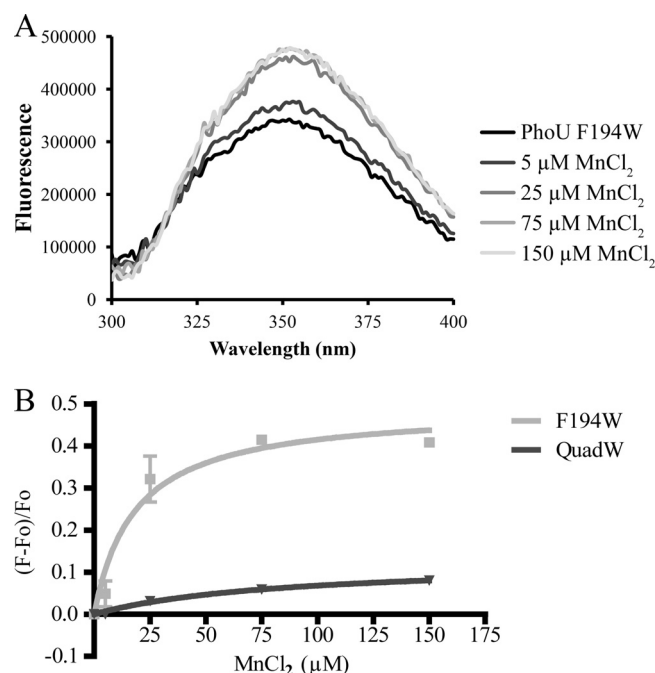 A
500000
400000
300000
200000
100000
0
Fluorescence
300
325
350
375
400
Wavelength (nm)
PhoU F194W
5 µM MnCl₂
25 µM MnCl₂
75 µM MnCl₂
150 µM MnCl₂
B
0.5
0.4
0.3
0.2
0.1
0.0
-0.1
(F-Fo)/Fo
25
50
75
100
125
150
175
MnCl₂ (µM)
F194W
QuadW